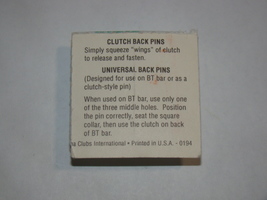 CLUTCH BACK PINS
Simply squeeze "wings" of clutch
to release and fasten.
UNIVERSAL BACK PINS
(Designed for use on BT bar or as a
clutch-style pin)
When used on BT bar, use only one
of the three middle holes. Position
the pin correctly, seat the square
collar, then use the clutch on back
of BT bar.
Clubs International • Printed in U.S.A. - 0194